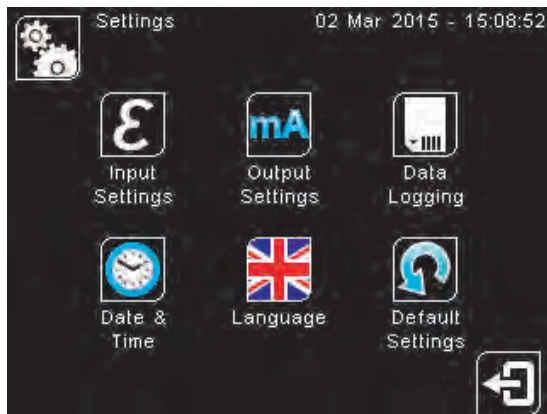 Settings
02 Mar 2015 - 15:08:52
ε
mA
Input
Settings
Output
Settings
Data
Logging
Date &
Time
Language
Default
Settings